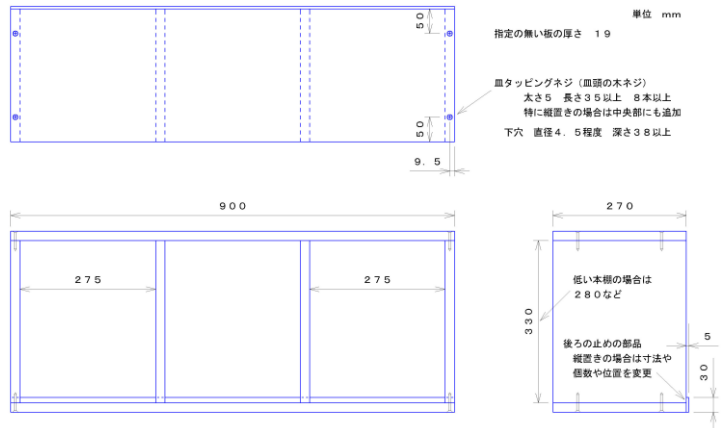 単位　ｍｍ
５０
指定の無い板の厚さ　１９
皿タッピングネジ（皿頭の木ネジ）
太さ５　長さ３５以上　８本以上
特に縦置きの場合は中央部にも追加
下穴　直径４．５程度　深さ３８以上
５０
９．５
９００
２７０
２７５
２７５
低い本棚の場合は
２８０など
３３０
後ろの止めの部品
縦置きの場合は寸法や
個数や位置を変更
５
３０